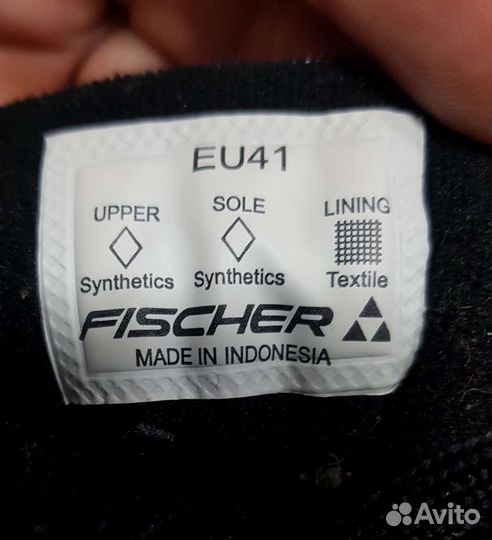 EU41
UPPER SOLE LINING
Synthetics Synthetics Textile
FISCHER
MADE IN INDONESIA
Avito